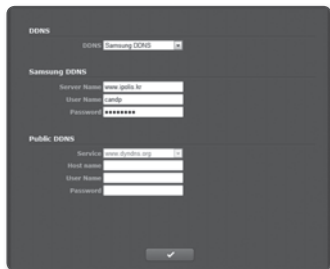 DDNS
DDNS Samsung DDNS
Samsung DDNS
Server Name www.ipolis.kr
User Name candp
Password ●●●●●●●●
Public DDNS
Service www.dyndns.org
Host name
User Name
Password